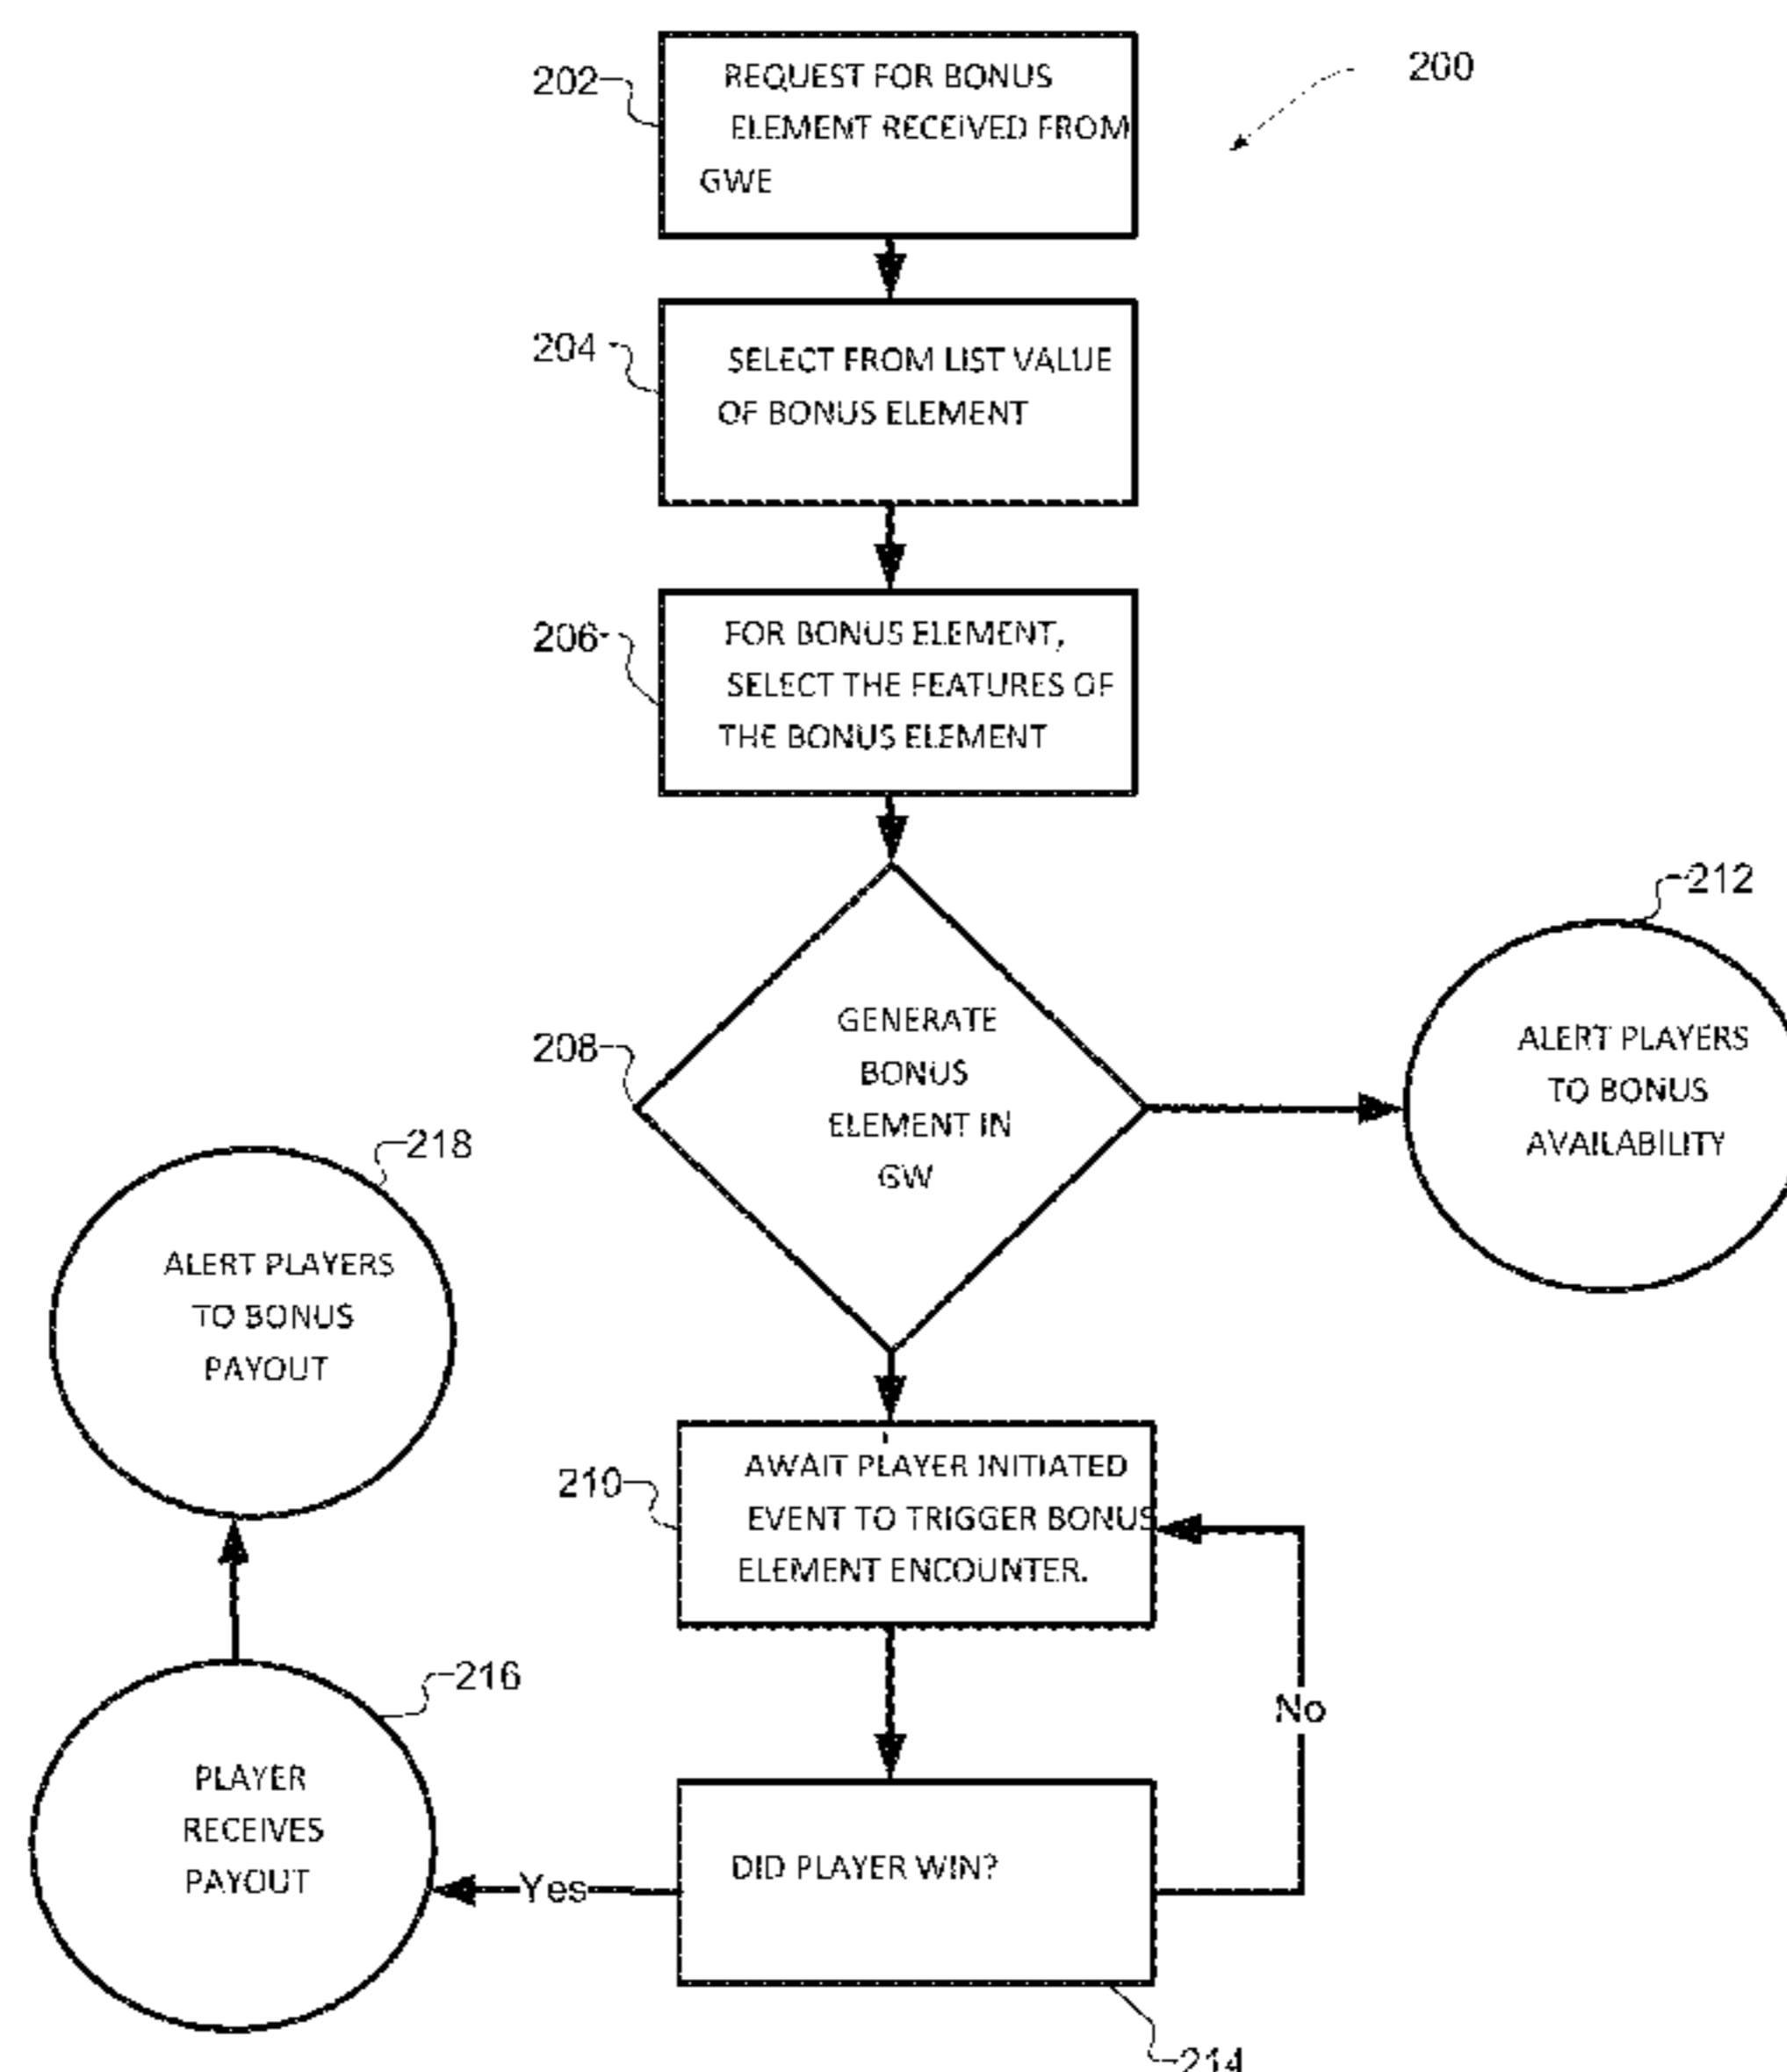 200
202
REQUEST FOR BONUS
ELEMENT RECEIVED FROM
GWE
204
SELECT FROM LIST VALUE
OF BONUS ELEMENT
206
FOR BONUS ELEMENT,
SELECT THE FEATURES OF
THE BONUS ELEMENT
208
GENERATE
BONUS
ELEMENT IN
GW
212
ALERT PLAYERS
TO BONUS
AVAILABILITY
218
ALERT PLAYERS
TO BONUS
PAYOUT
210
AWAIT PLAYER INITIATED
EVENT TO TRIGGER BONUS
ELEMENT ENCOUNTER.
216
PLAYER
RECEIVES
PAYOUT
Yes
DID PLAYER WIN?
No
214